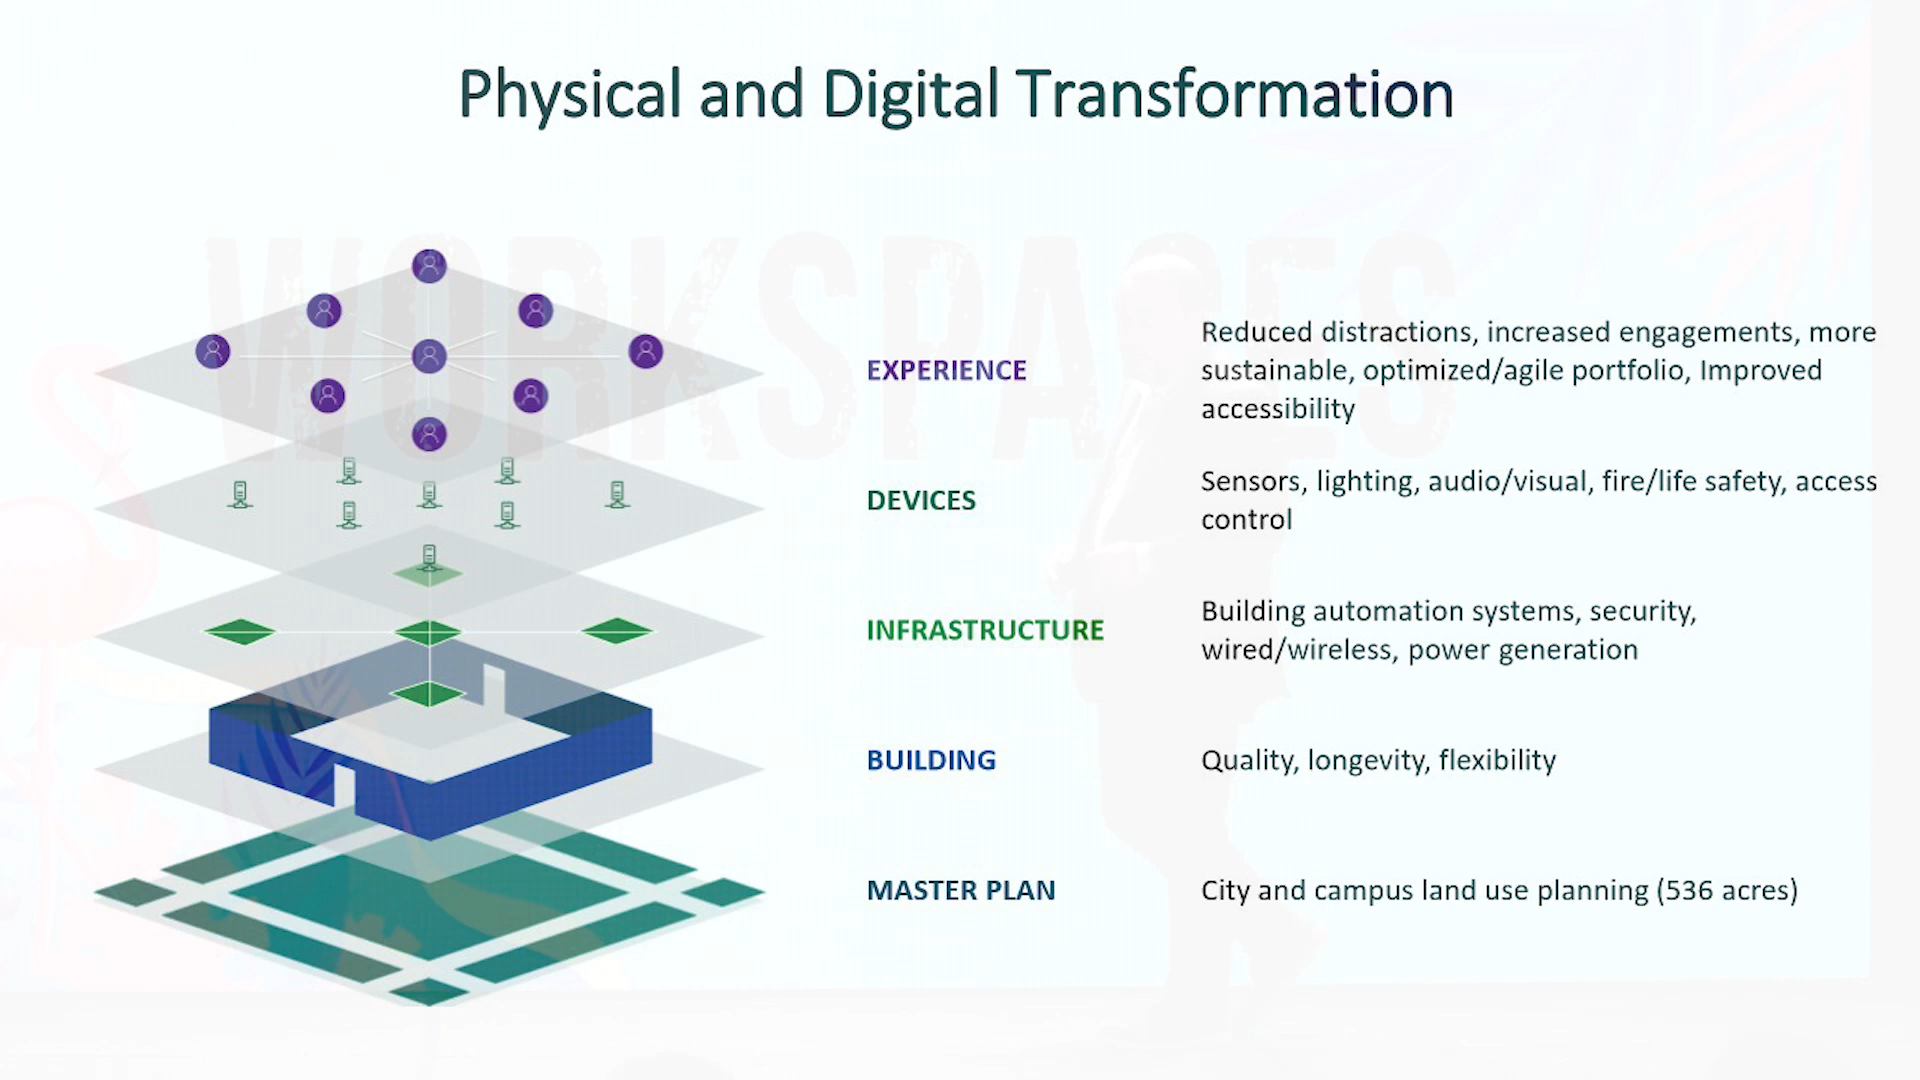 Physical and Digital Transformation
WORKSPACES
EXPERIENCE
Reduced distractions, increased engagements, more
sustainable, optimized/agile portfolio, Improved
accessibility
DEVICES
Sensors, lighting, audio/visual, fire/life safety, access
control
INFRASTRUCTURE
Building automation systems, security,
wired/wireless, power generation
BUILDING
Quality, longevity, flexibility
MASTER PLAN
City and campus land use planning (536 acres)